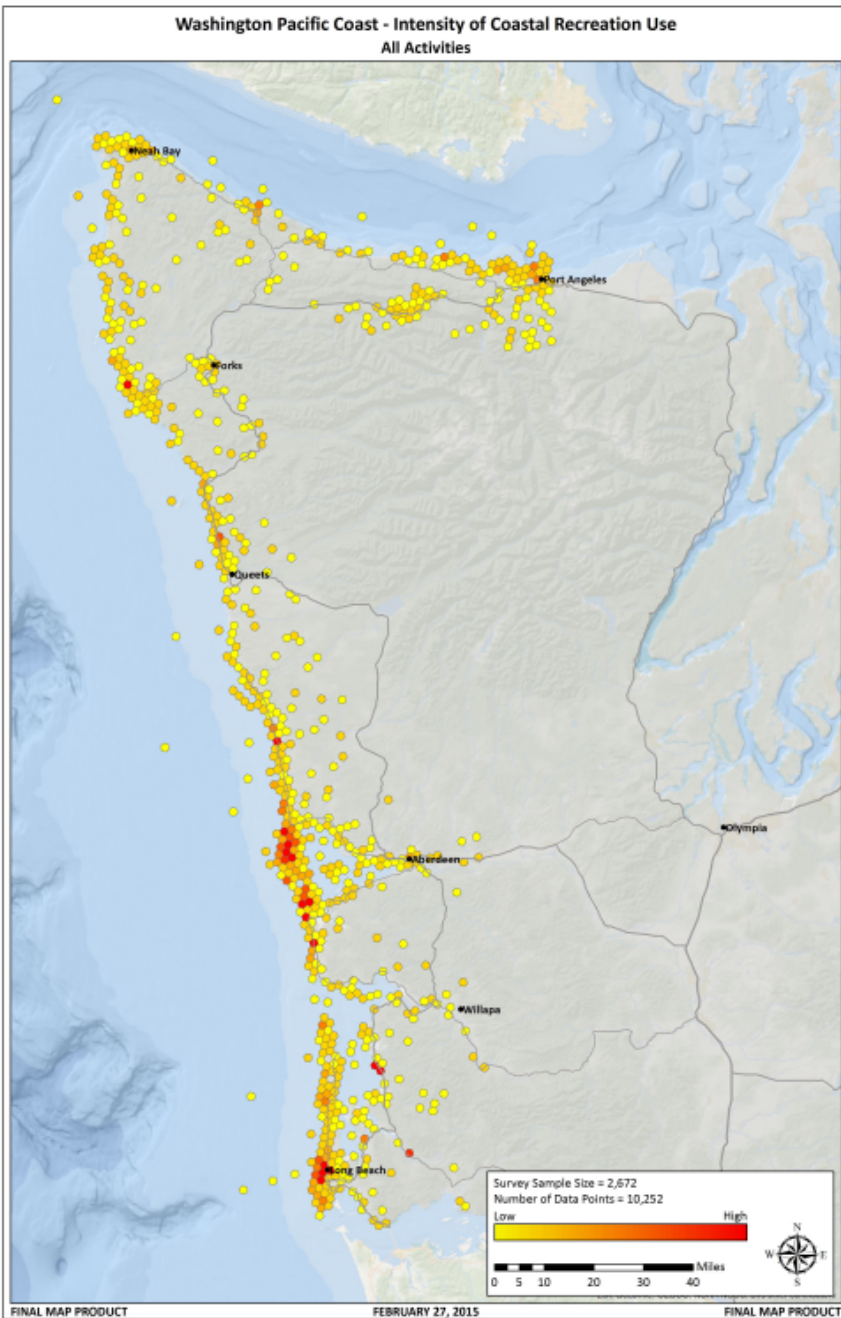 Washington Pacific Coast - Intensity of Coastal Recreation Use
All Activities
Neah Bay
Port Angeles
Forks
Queets
Olympia
Aberdeen
Willapa
Long Beach
Survey Sample Size = 2,672
Number of Data Points = 10,252
Low High
N
W E
S
Miles
0 5 10 20 30 40
FINAL MAP PRODUCT FEBRUARY 27, 2015 FINAL MAP PRODUCT